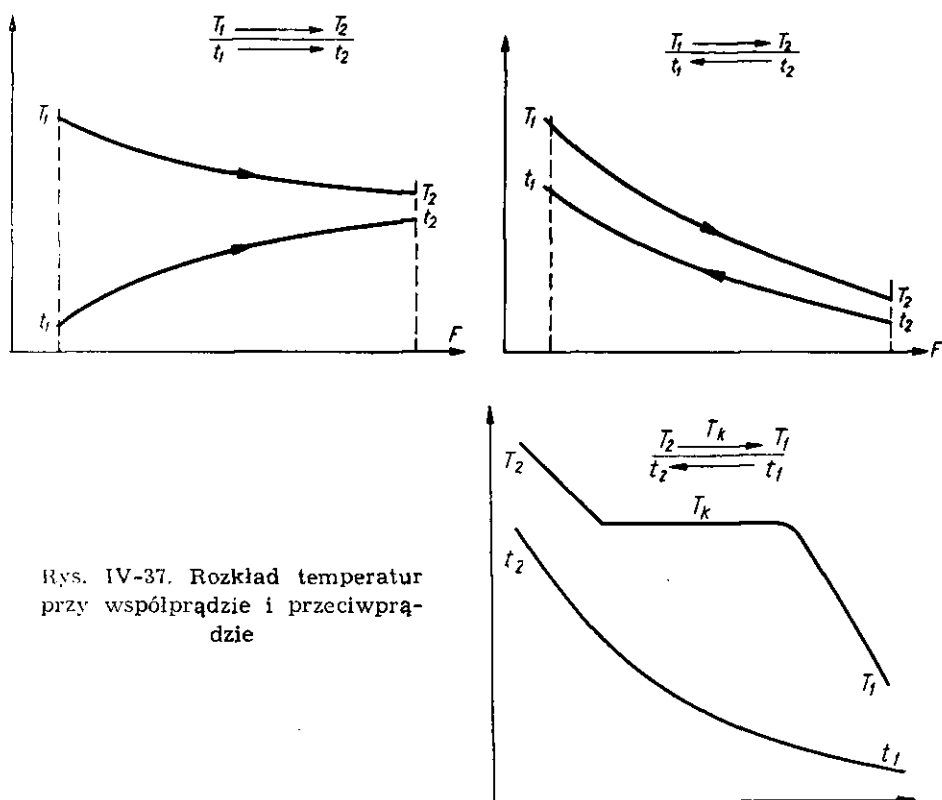 T₁ T₂
t₁ t₂
T₁
T₂
t₂
t₁
F
T₁ T₂
t₁ t₂
T₁
t₁
T₂
t₂
F
T₂ Tₖ T₁
t₂ t₁
T₂
Tₖ
t₂
T₁
t₁
Rys. IV-37. Rozkład temperatur
przy współprądzie i przeciwprą-
dzie